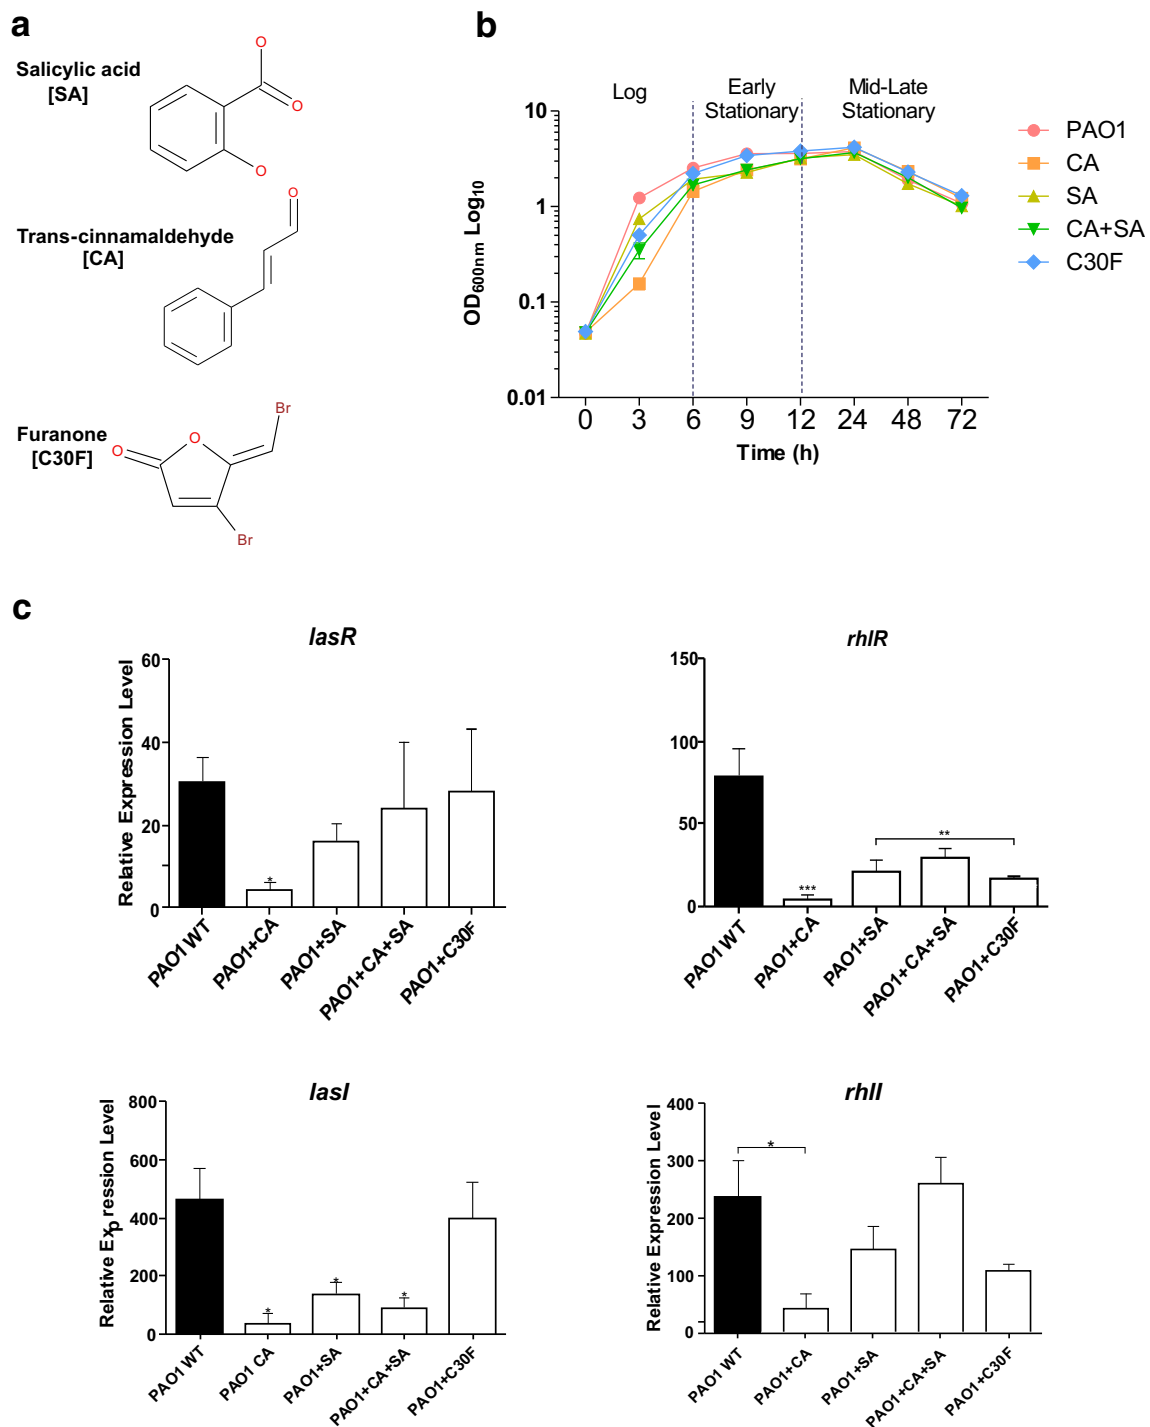 a
Salicylic acid
[SA]
O
O
O
Trans-cinnamaldehyde
[CA]
O
Furanone
[C30F]
O
O
Br
Br
b
Log
Early
Stationary
Mid-Late
Stationary
OD600nm Log10
10
1
0.1
0.01
0 3 6 9 12 24 48 72
Time (h)
PAO1
CA
SA
CA+SA
C30F
c
lasR
Relative Expression Level
60
40
20
0
*
PAO1 WT
PAO1+CA
PAO1+SA
PAO1+CA+SA
PAO1+C30F
rhlR
150
100
50
0
***
**
PAO1 WT
PAO1+CA
PAO1+SA
PAO1+CA+SA
PAO1+C30F
lasI
Relative Expression Level
800
600
400
200
0
*
*
*
PAO1 WT
PAO1 CA
PAO1+SA
PAO1+CA+SA
PAO1+C30F
rhlI
Relative Expression Level
400
300
200
100
0
*
PAO1 WT
PAO1+CA
PAO1+SA
PAO1+CA+SA
PAO1+C30F